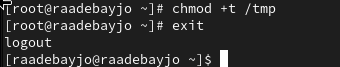 [root@raadebayjo ~]# chmod +t /tmp
[root@raadebayjo ~]# exit
logout
[raadebayjo@raadebayjo ~]$